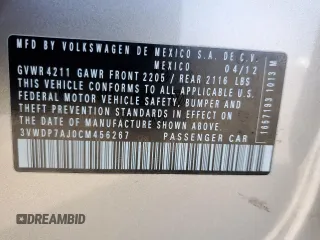 MFD BY VOLKSWAGEN DE MEXICO S.A. DE C.V.
MEXICO 04/12
GVWR4211 GAWR FRONT 2205 / REAR 2116 LBS
THIS VEHICLE CONFORMS TO ALL APPLICABLE
FEDERAL MOTOR VEHICLE SAFETY, BUMPER AND
THEFT PREVENTION STANDARDS IN EFFECT ON
THE DATE OF MANUFACTURE SHOWN ABOVE.
3VWDP7AJ0CM456267 PASSENGER CAR
1013 M
DREAMBID